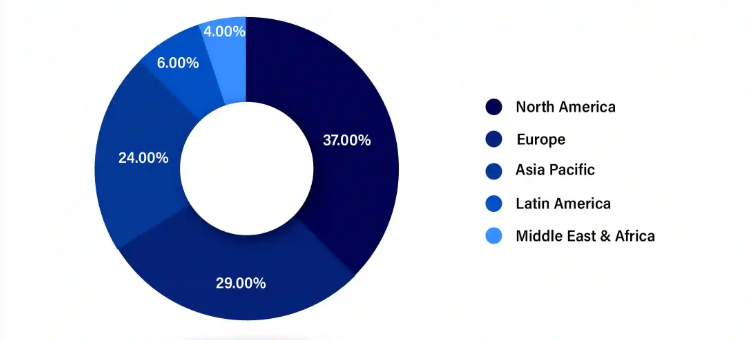 4.00%
6.00%
37.00%
24.00%
29.00%
North America
Europe
Asia Pacific
Latin America
Middle East & Africa